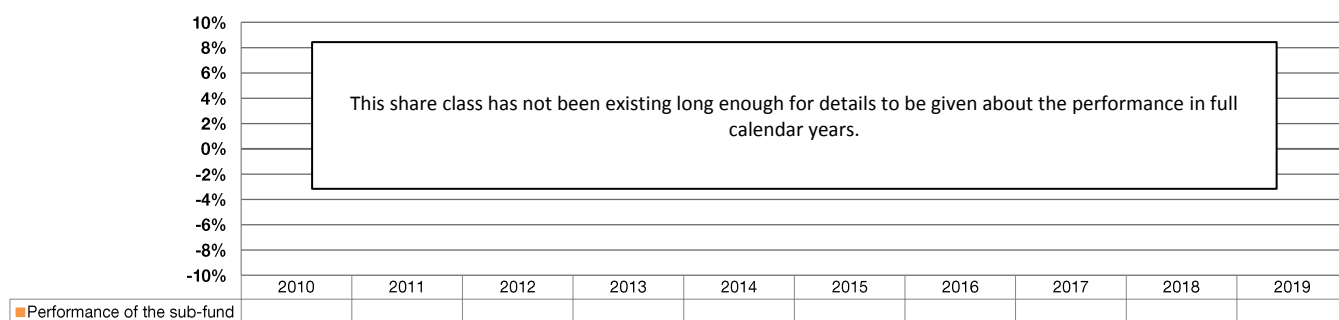 10%
8%
6%
4%
2%
0%
-2%
-4%
-6%
-8%
-10%
This share class has not been existing long enough for details to be given about the performance in full
calendar years.
2010 2011 2012 2013 2014 2015 2016 2017 2018 2019
Performance of the sub-fund